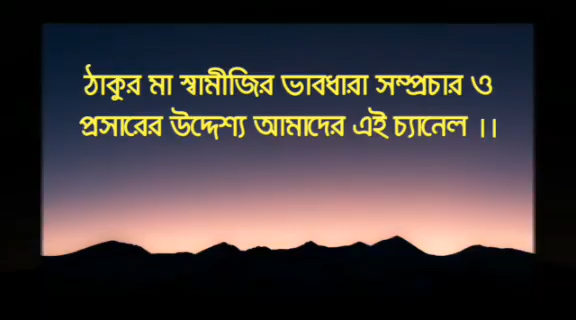 ঠাকুর মা স্বামীজির ভাবধারা সম্প্রচার ও
প্রসারের উদ্দেশ্য আমাদের এই চ্যানেল ।।